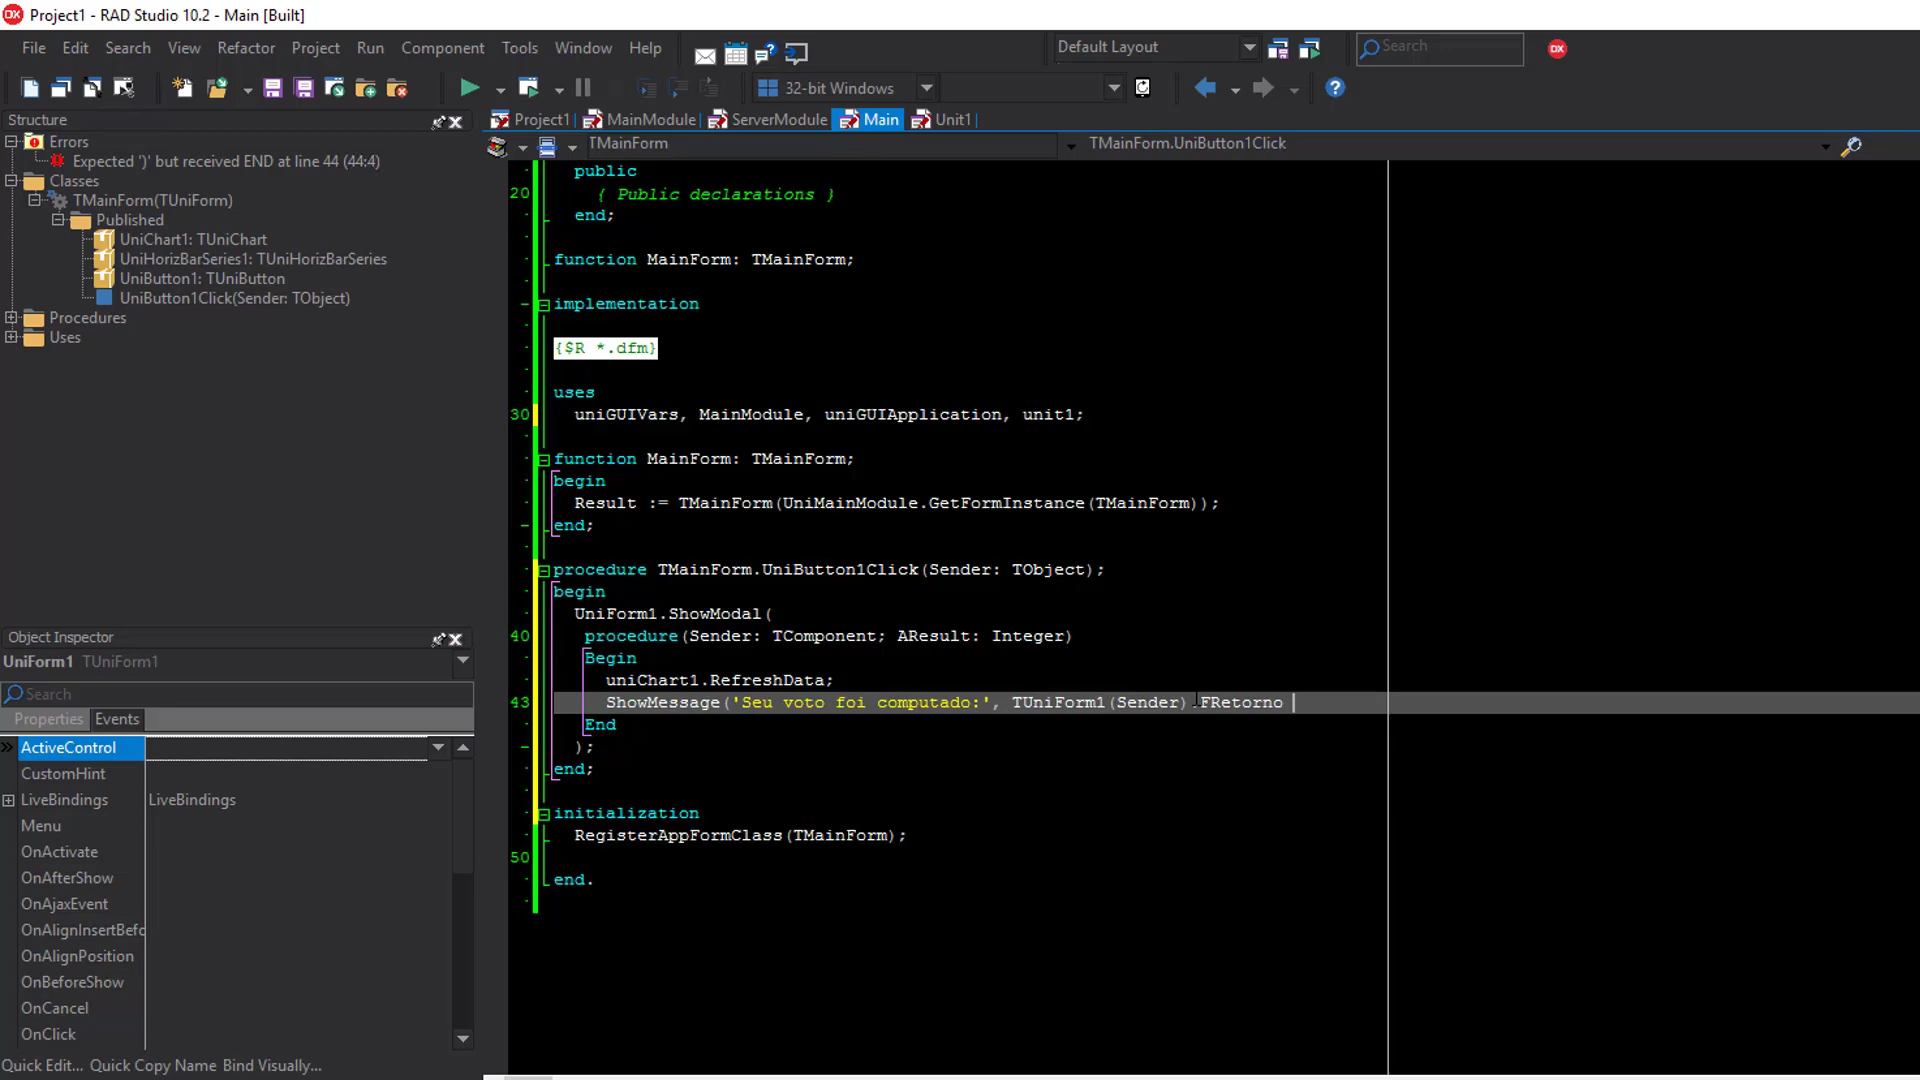 Project1 - RAD Studio 10.2 - Main [Built]
File Edit Search View Refactor Project Run Component Tools Window Help
Default Layout
Search
32-bit Windows
Structure
Project1 MainModule ServerModule Main Unit1
TMainForm TMainForm.UniButton1Click
Errors
Expected ')' but received END at line 44 (44:4)
Classes
TMainForm(TUniForm)
Published
UniChart1: TUniChart
UniHorizBarSeries1: TUniHorizBarSeries
UniButton1: TUniButton
UniButton1Click(Sender: TObject)
Procedures
Uses
public
20 { Public declarations }
end;
function MainForm: TMainForm;
implementation
{$R *.dfm}
uses
30 uniGUIVars, MainModule, uniGUIApplication, unit1;
function MainForm: TMainForm;
begin
Result := TMainForm(UniMainModule.GetFormInstance(TMainForm));
end;
procedure TMainForm.UniButton1Click(Sender: TObject);
begin
UniForm1.ShowModal(
40 procedure(Sender: TComponent; AResult: Integer)
Begin
uniChart1.RefreshData;
43 ShowMessage('Seu voto foi computado:', TUniForm1(Sender).FRetorno
End
);
end;
initialization
RegisterAppFormClass(TMainForm);
50
end.
Object Inspector
UniForm1 TUniForm1
Search
Properties Events
ActiveControl
CustomHint
LiveBindings LiveBindings
Menu
OnActivate
OnAfterShow
OnAjaxEvent
OnAlignInsertBefo
OnAlignPosition
OnBeforeShow
OnCancel
OnClick
Quick Edit... Quick Copy Name Bind Visually...